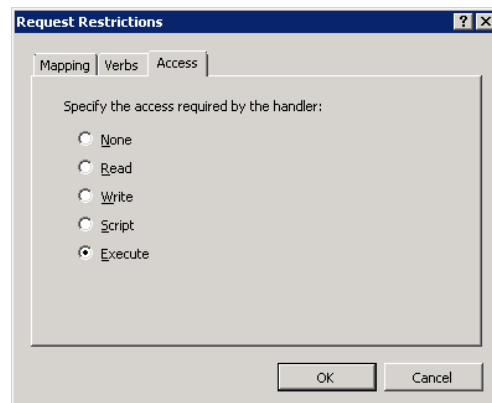 Request Restrictions
Mapping Verbs Access
Specify the access required by the handler:
None
Read
Write
Script
Execute
OK Cancel